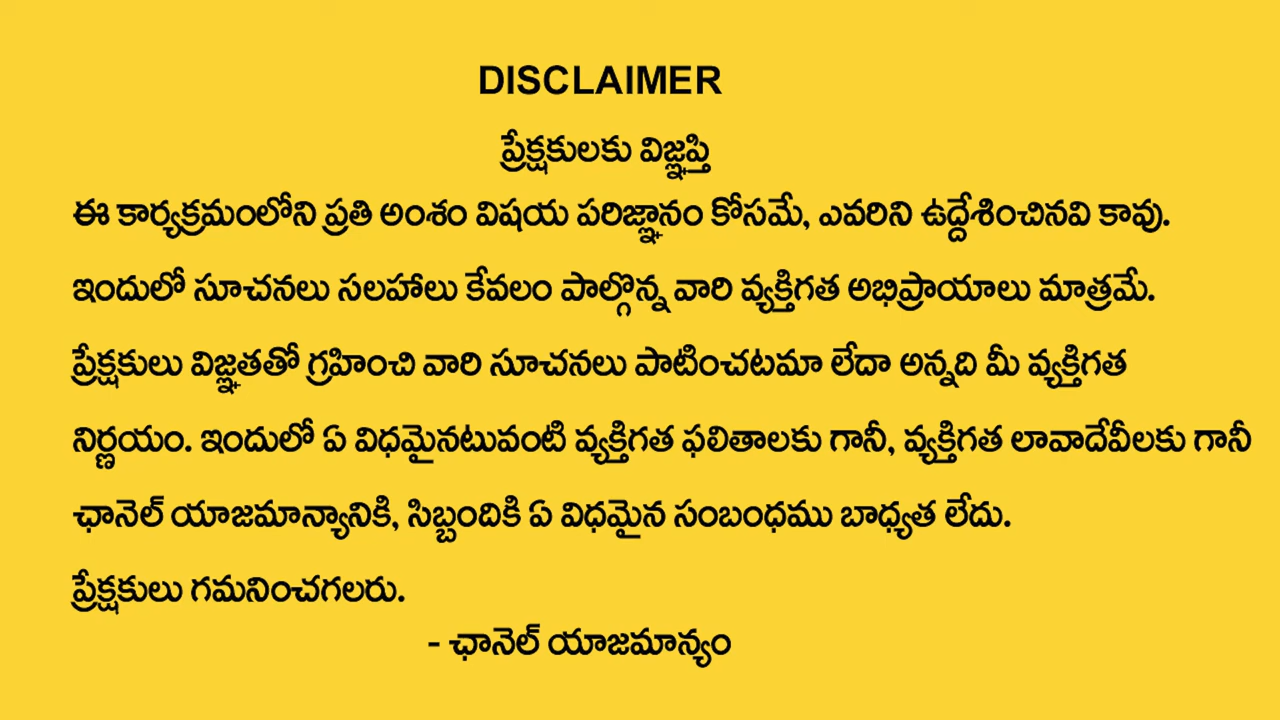 DISCLAIMER
ప్రేక్షకులకు విజ్ఞప్తి
ఈ కార్యక్రమంలోని ప్రతి అంశం విషయ పరిజ్ఞానం కోసమే, ఎవరిని ఉద్దేశించినవి కావు.
ఇందులో సూచనలు సలహాలు కేవలం పాల్గొన్న వారి వ్యక్తిగత అభిప్రాయాలు మాత్రమే.
ప్రేక్షకులు విజ్ఞతతో గ్రహించి వారి సూచనలు పాటించటమా లేదా అన్నది మీ వ్యక్తిగత
నిర్ణయం. ఇందులో ఏ విధమైనటువంటి వ్యక్తిగత ఫలితాలకు గానీ, వ్యక్తిగత లావాదేవీలకు గానీ
ఛానెల్ యాజమాన్యానికి, సిబ్బందికి ఏ విధమైన సంబంధము బాధ్యత లేదు.
ప్రేక్షకులు గమనించగలరు.
- ఛానెల్ యాజమాన్యం